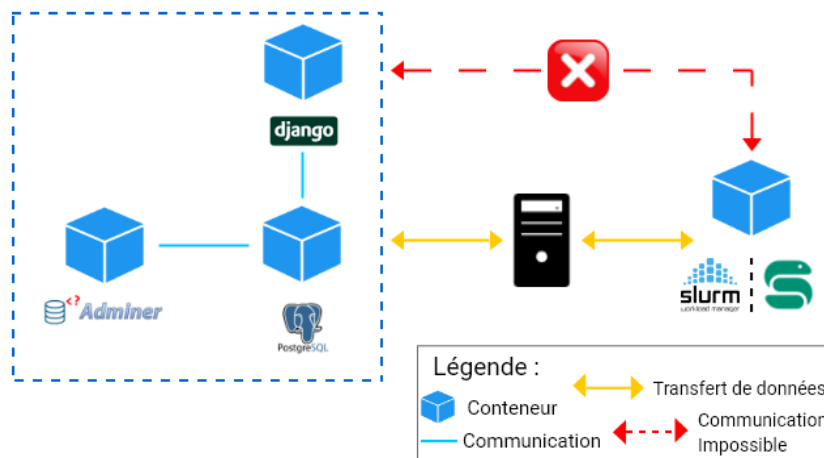 django
<?
Adminer
PostgreSQL
slurm
workload manager
Légende :
Conteneur
Communication
Transfert de données
Communication
Impossible